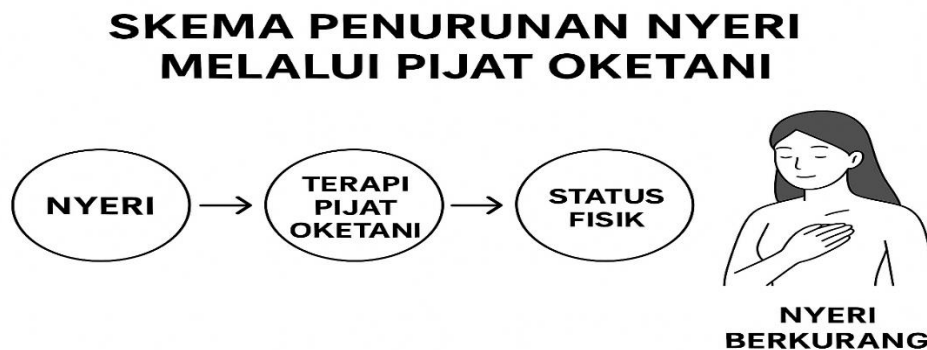 SKEMA PENURUNAN NYERI
MELALUI PIJAT OKETANI
NYERI
TERAPI
PIJAT
OKETANI
STATUS
FISIK
NYERI
BERKURANG